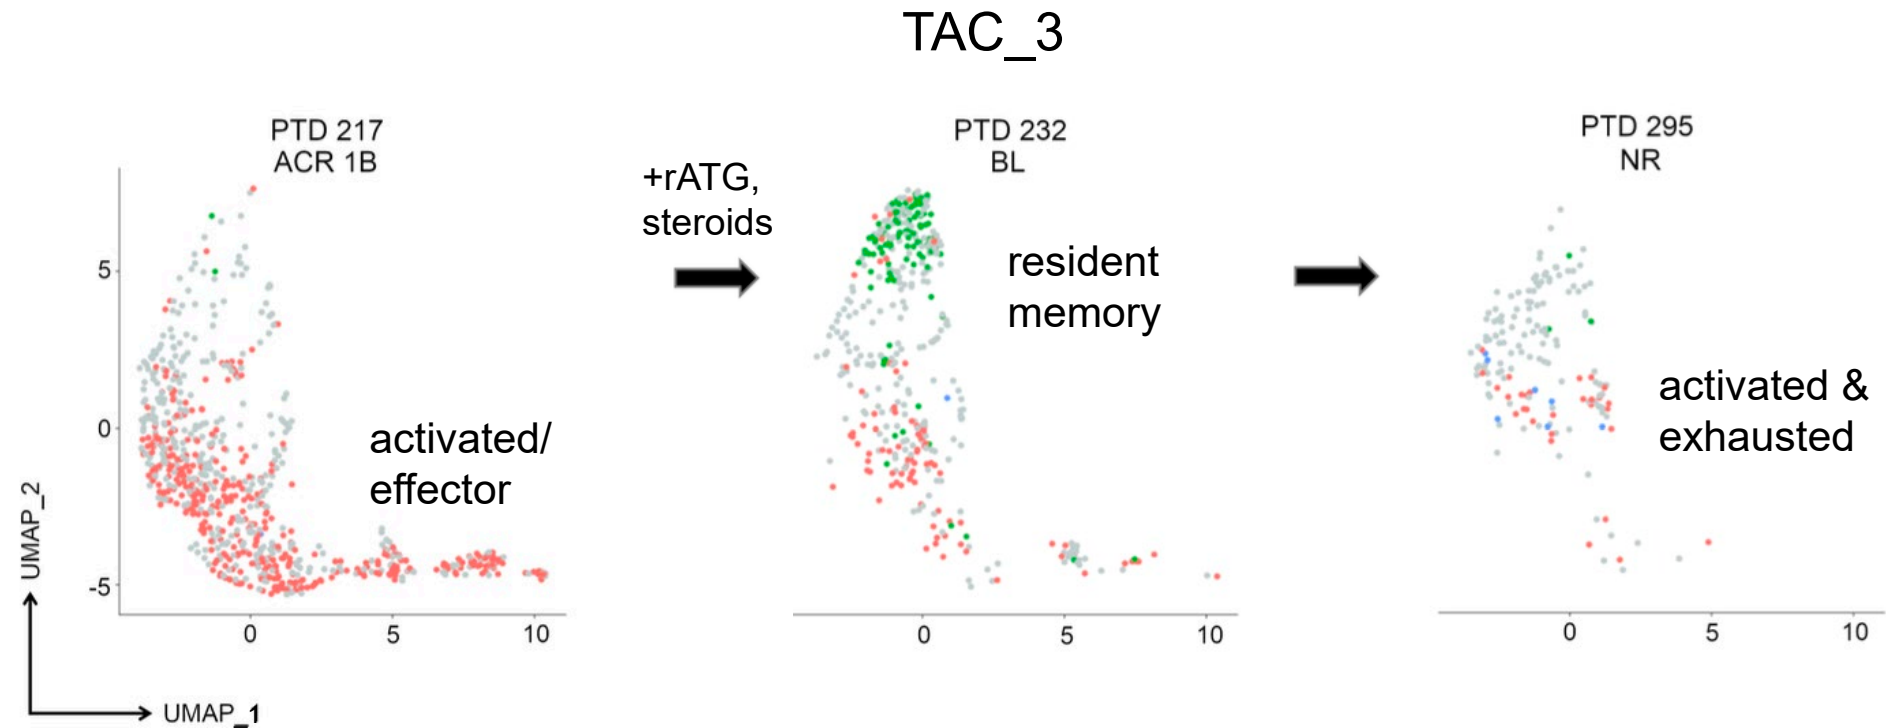 TAC_3
PTD 217
ACR 1B
+rATG,
steroids
PTD 232
BL
PTD 295
NR
resident
memory
activated/
effector
activated &
exhausted
5
0
-5
0
5
10
0
5
10
0
5
10
UMAP_2
UMAP_1